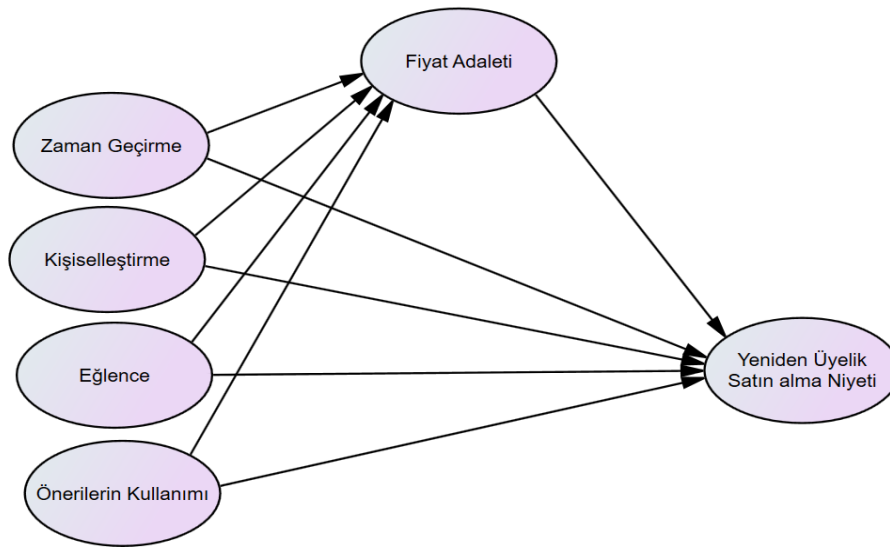 Fiyat Adaleti
Zaman Geçirme
Kişiselleştirme
Eğlence
Önerilerin Kullanımı
Yeniden Üyelik
Satın alma Niyeti